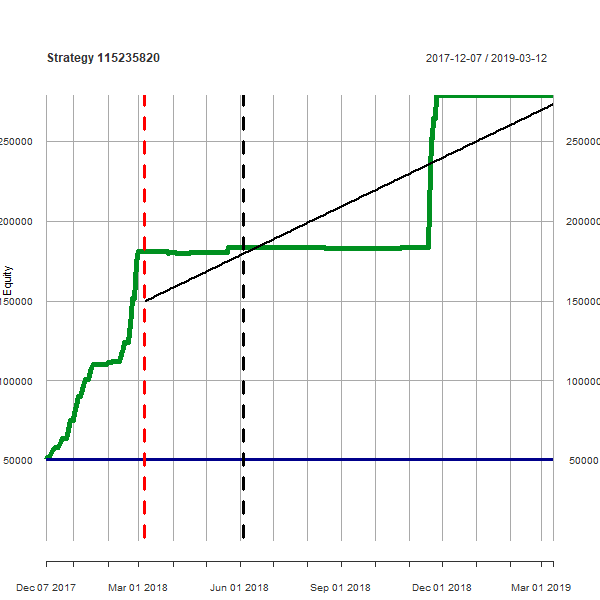 Strategy 115235820
2017-12-07 / 2019-03-12
250000
250000
200000
200000
Equity
150000
150000
100000
100000
50000
50000
Dec 07 2017
Mar 01 2018
Jun 01 2018
Sep 01 2018
Dec 01 2018
Mar 01 2019